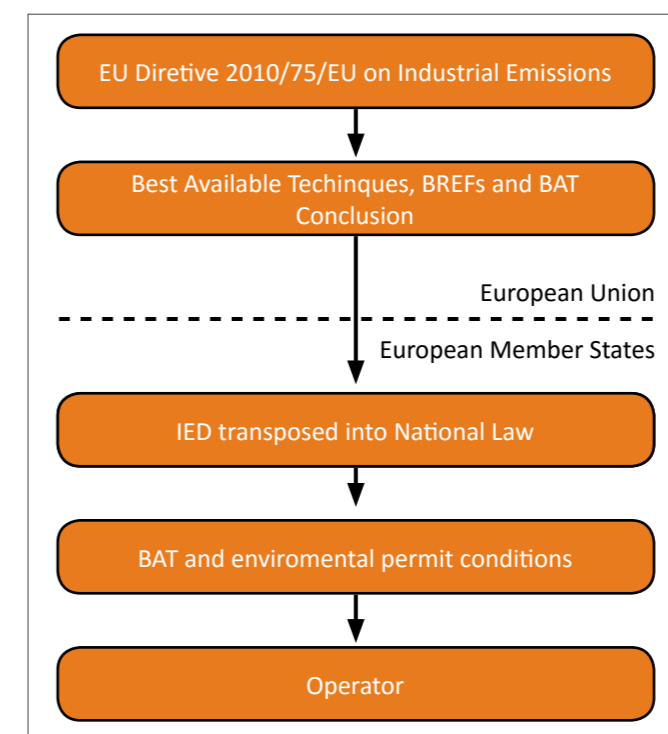 EU Diretive 2010/75/EU on Industrial Emissions
Best Available Techinques, BREFs and BAT
Conclusion
European Union
European Member States
IED transposed into National Law
BAT and enviromental permit conditions
Operator